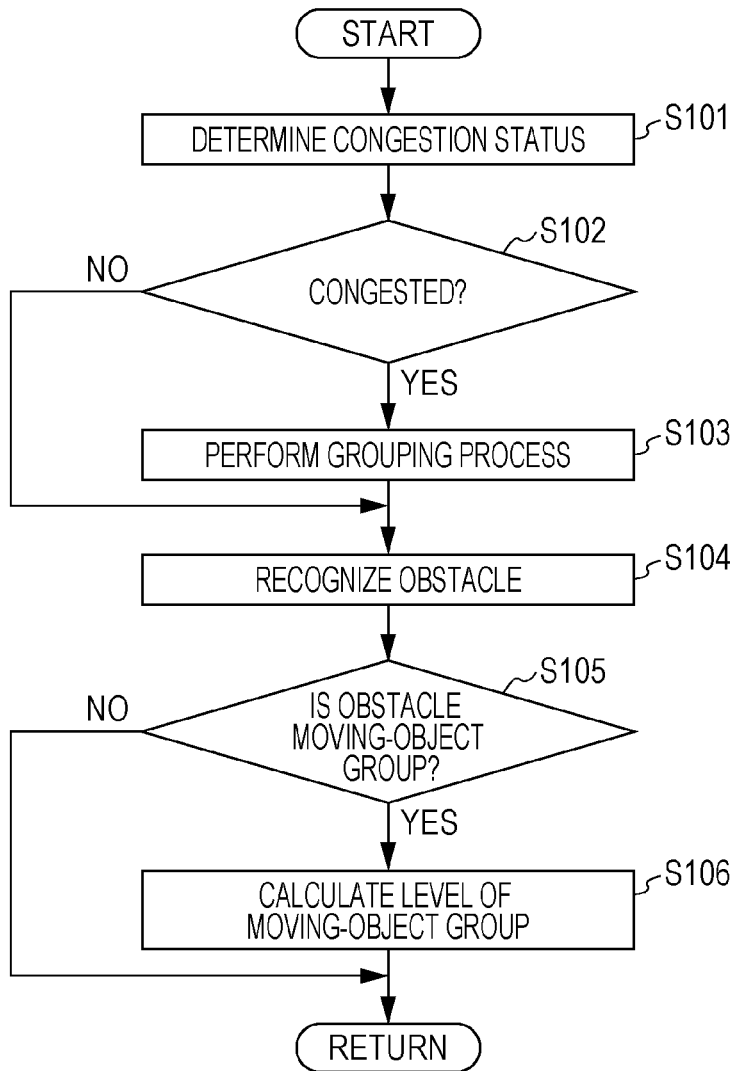 START
DETERMINE CONGESTION STATUS
S101
CONGESTED?
S102
NO
YES
PERFORM GROUPING PROCESS
S103
RECOGNIZE OBSTACLE
S104
IS OBSTACLE
MOVING-OBJECT
GROUP?
S105
NO
YES
CALCULATE LEVEL OF
MOVING-OBJECT GROUP
S106
RETURN